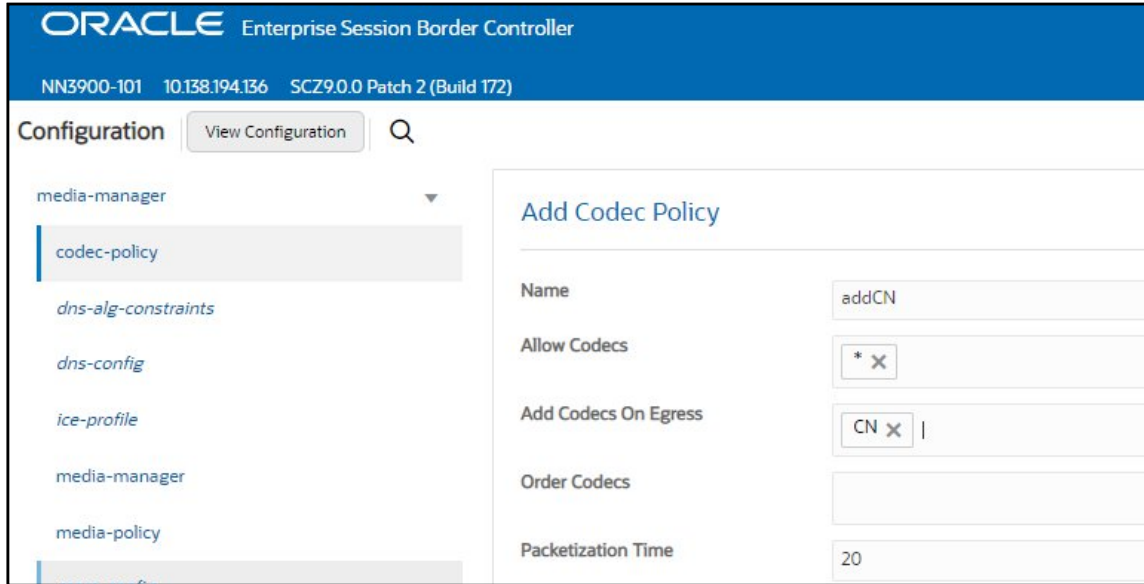 ORACLE Enterprise Session Border Controller
NN3900-101 10.138.194.136 SCZ9.0.0 Patch 2 (Build 172)
Configuration View Configuration
media-manager
codec-policy
dns-alg-constraints
dns-config
ice-profile
media-manager
media-policy
Add Codec Policy
Name addCN
Allow Codecs *
Add Codecs On Egress CN
Order Codecs
Packetization Time 20